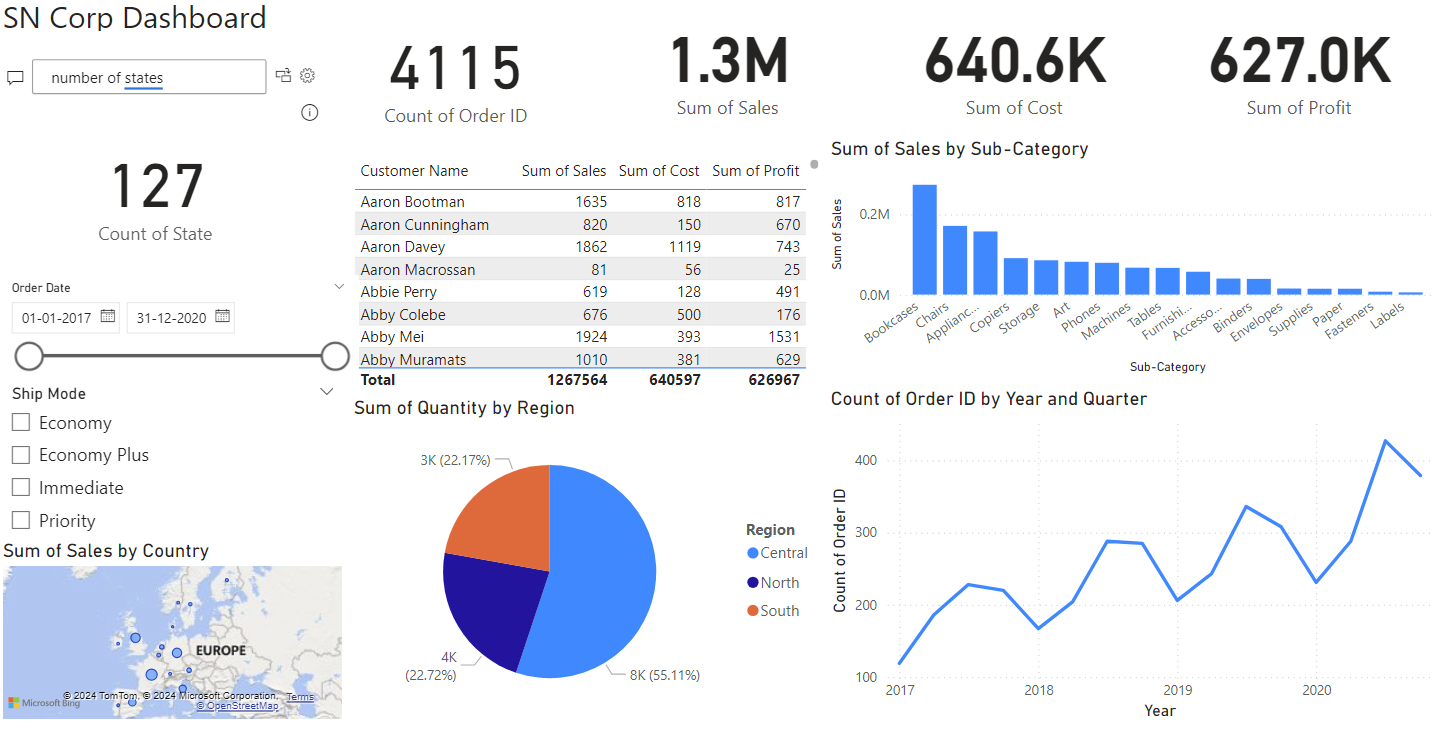 SN Corp Dashboard
number of states
127
Count of State
Order Date
01-01-2017
31-12-2020
Ship Mode
Economy
Economy Plus
Immediate
Priority
Sum of Sales by Country
EUROPE
© 2024 TomTom, © 2024 Microsoft Corporation, Terms
Microsoft Bing
© OpenStreetMap
4115
Count of Order ID
1.3M
Sum of Sales
640.6K
Sum of Cost
627.0K
Sum of Profit
Customer Name Sum of Sales Sum of Cost Sum of Profit
Aaron Bootman 1635 818 817
Aaron Cunningham 820 150 670
Aaron Davey 1862 1119 743
Aaron Macrossan 81 56 25
Abbie Perry 619 128 491
Abby Colebe 676 500 176
Abby Mei 1924 393 1531
Abby Muramats 1010 381 629
Total 1267564 640597 626967
Sum of Quantity by Region
3K (22.17%)
4K
(22.72%)
8K (55.11%)
Region
Central
North
South
Sum of Sales by Sub-Category
Sum of Sales
0.2M
0.0M
Bookcases
Chairs
Applianc...
Copiers
Storage
Art
Phones
Machines
Tables
Furnishi...
Accesso...
Binders
Envelopes
Supplies
Paper
Fasteners
Labels
Sub-Category
Count of Order ID by Year and Quarter
Count of Order ID
400
300
200
100
2017
2018
2019
2020
Year